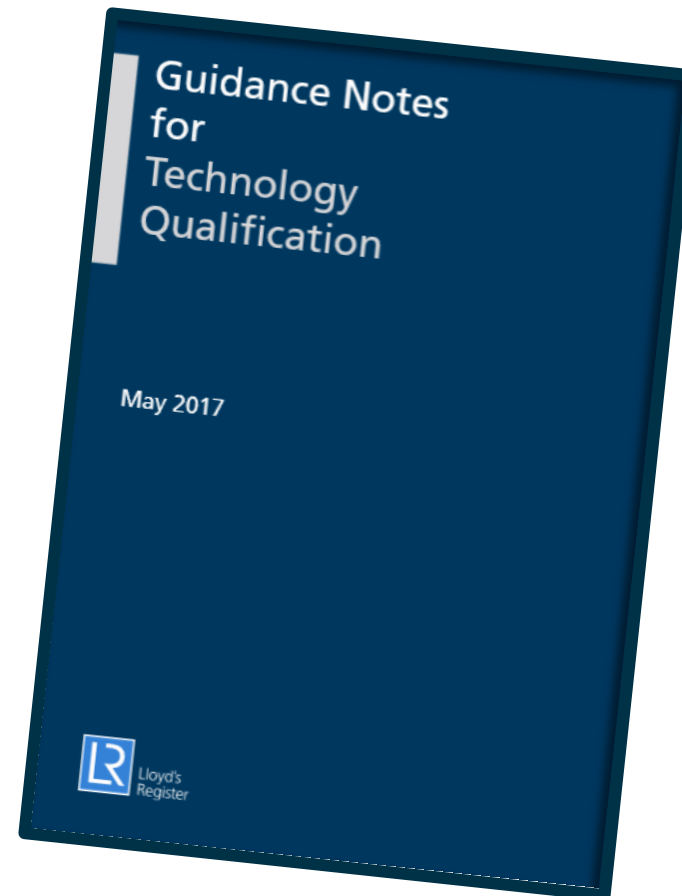 Guidance Notes
for
Technology
Qualification
May 2017
LR
Lloyd's
Register